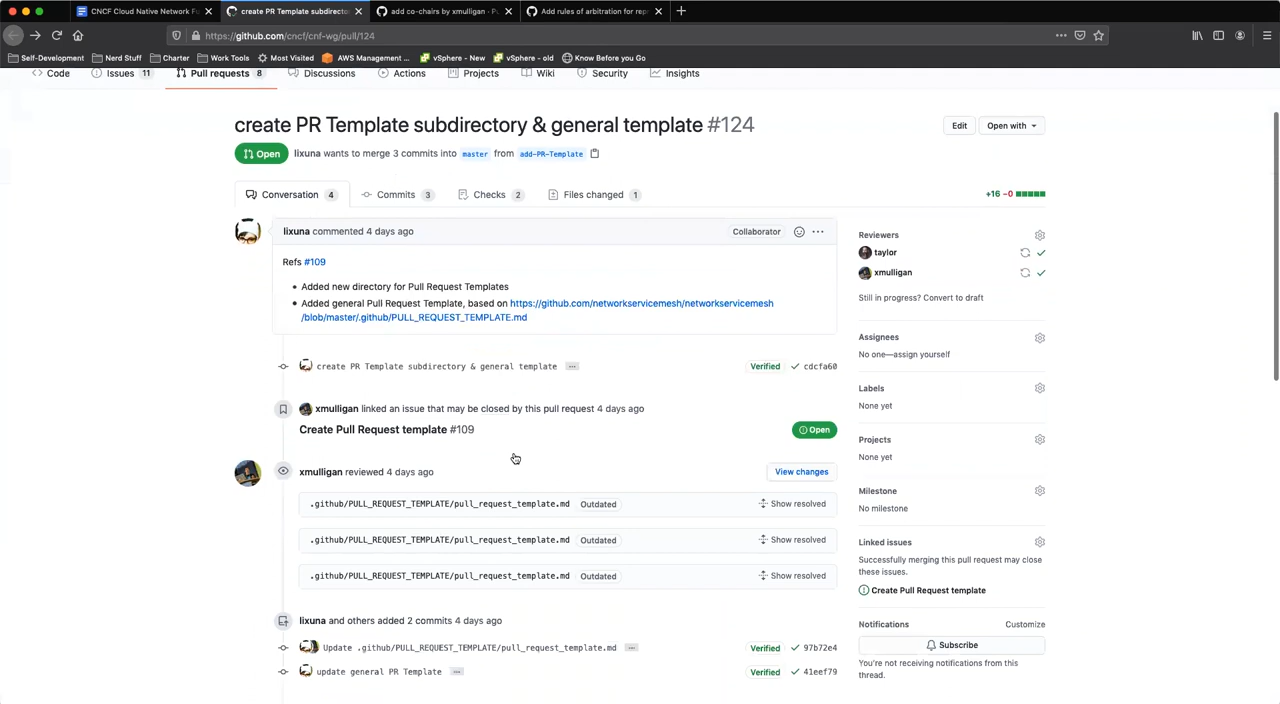 CNCF Cloud Native Network F
create PR Template subdirecto
add co-chairs by xmulligan · Pu
Add rules of arbitration for repr
https://github.com/cncf/cnf-wg/pull/124
Self-Development
Nerd Stuff
Charter
Work Tools
Most Visited
AWS Management ...
vSphere - New
vSphere - old
Know Before you Go
Code
Issues 11
Pull requests 8
Discussions
Actions
Projects
Wiki
Security
Insights
create PR Template subdirectory & general template #124
Edit
Open with
Open
lixuna wants to merge 3 commits into master from add-PR-Template
Conversation 4
Commits 3
Checks 2
Files changed 1
+16 −0
lixuna commented 4 days ago
Collaborator
Refs #109
Added new directory for Pull Request Templates
Added general Pull Request Template, based on https://github.com/networkservicemesh/networkservicemesh
/blob/master/.github/PULL_REQUEST_TEMPLATE.md
create PR Template subdirectory & general template
Verified
cdcfa60
xmulligan linked an issue that may be closed by this pull request 4 days ago
Create Pull Request template #109
Open
xmulligan reviewed 4 days ago
View changes
.github/PULL_REQUEST_TEMPLATE/pull_request_template.md Outdated
Show resolved
.github/PULL_REQUEST_TEMPLATE/pull_request_template.md Outdated
Show resolved
.github/PULL_REQUEST_TEMPLATE/pull_request_template.md Outdated
Show resolved
lixuna and others added 2 commits 4 days ago
Update .github/PULL_REQUEST_TEMPLATE/pull_request_template.md
Verified
97b72e4
update general PR Template
Verified
41eef79
Reviewers
taylor
xmulligan
Still in progress? Convert to draft
Assignees
No one—assign yourself
Labels
None yet
Projects
None yet
Milestone
No milestone
Linked issues
Successfully merging this pull request may close
these issues.
Create Pull Request template
Notifications
Customize
Subscribe
You're not receiving notifications from this
thread.